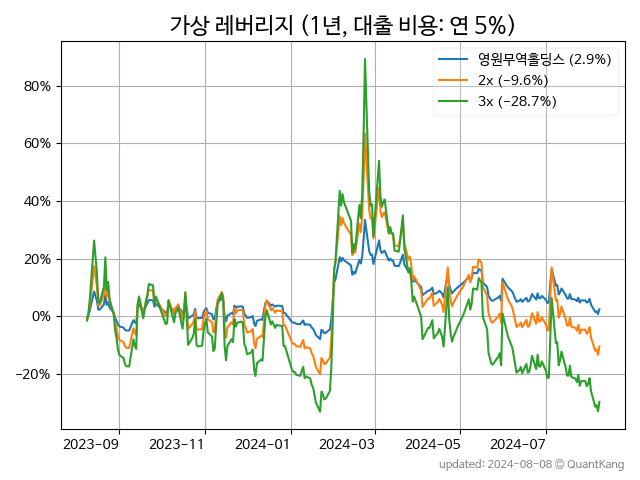 가상 레버리지 (1년, 대출 비용: 연 5%)
영원무역홀딩스 (2.9%)
2x (−9.6%)
3x (−28.7%)
80%
60%
40%
20%
0%
−20%
2023-09 2023-11 2024-01 2024-03 2024-05 2024-07
updated: 2024-08-08 © QuantKang